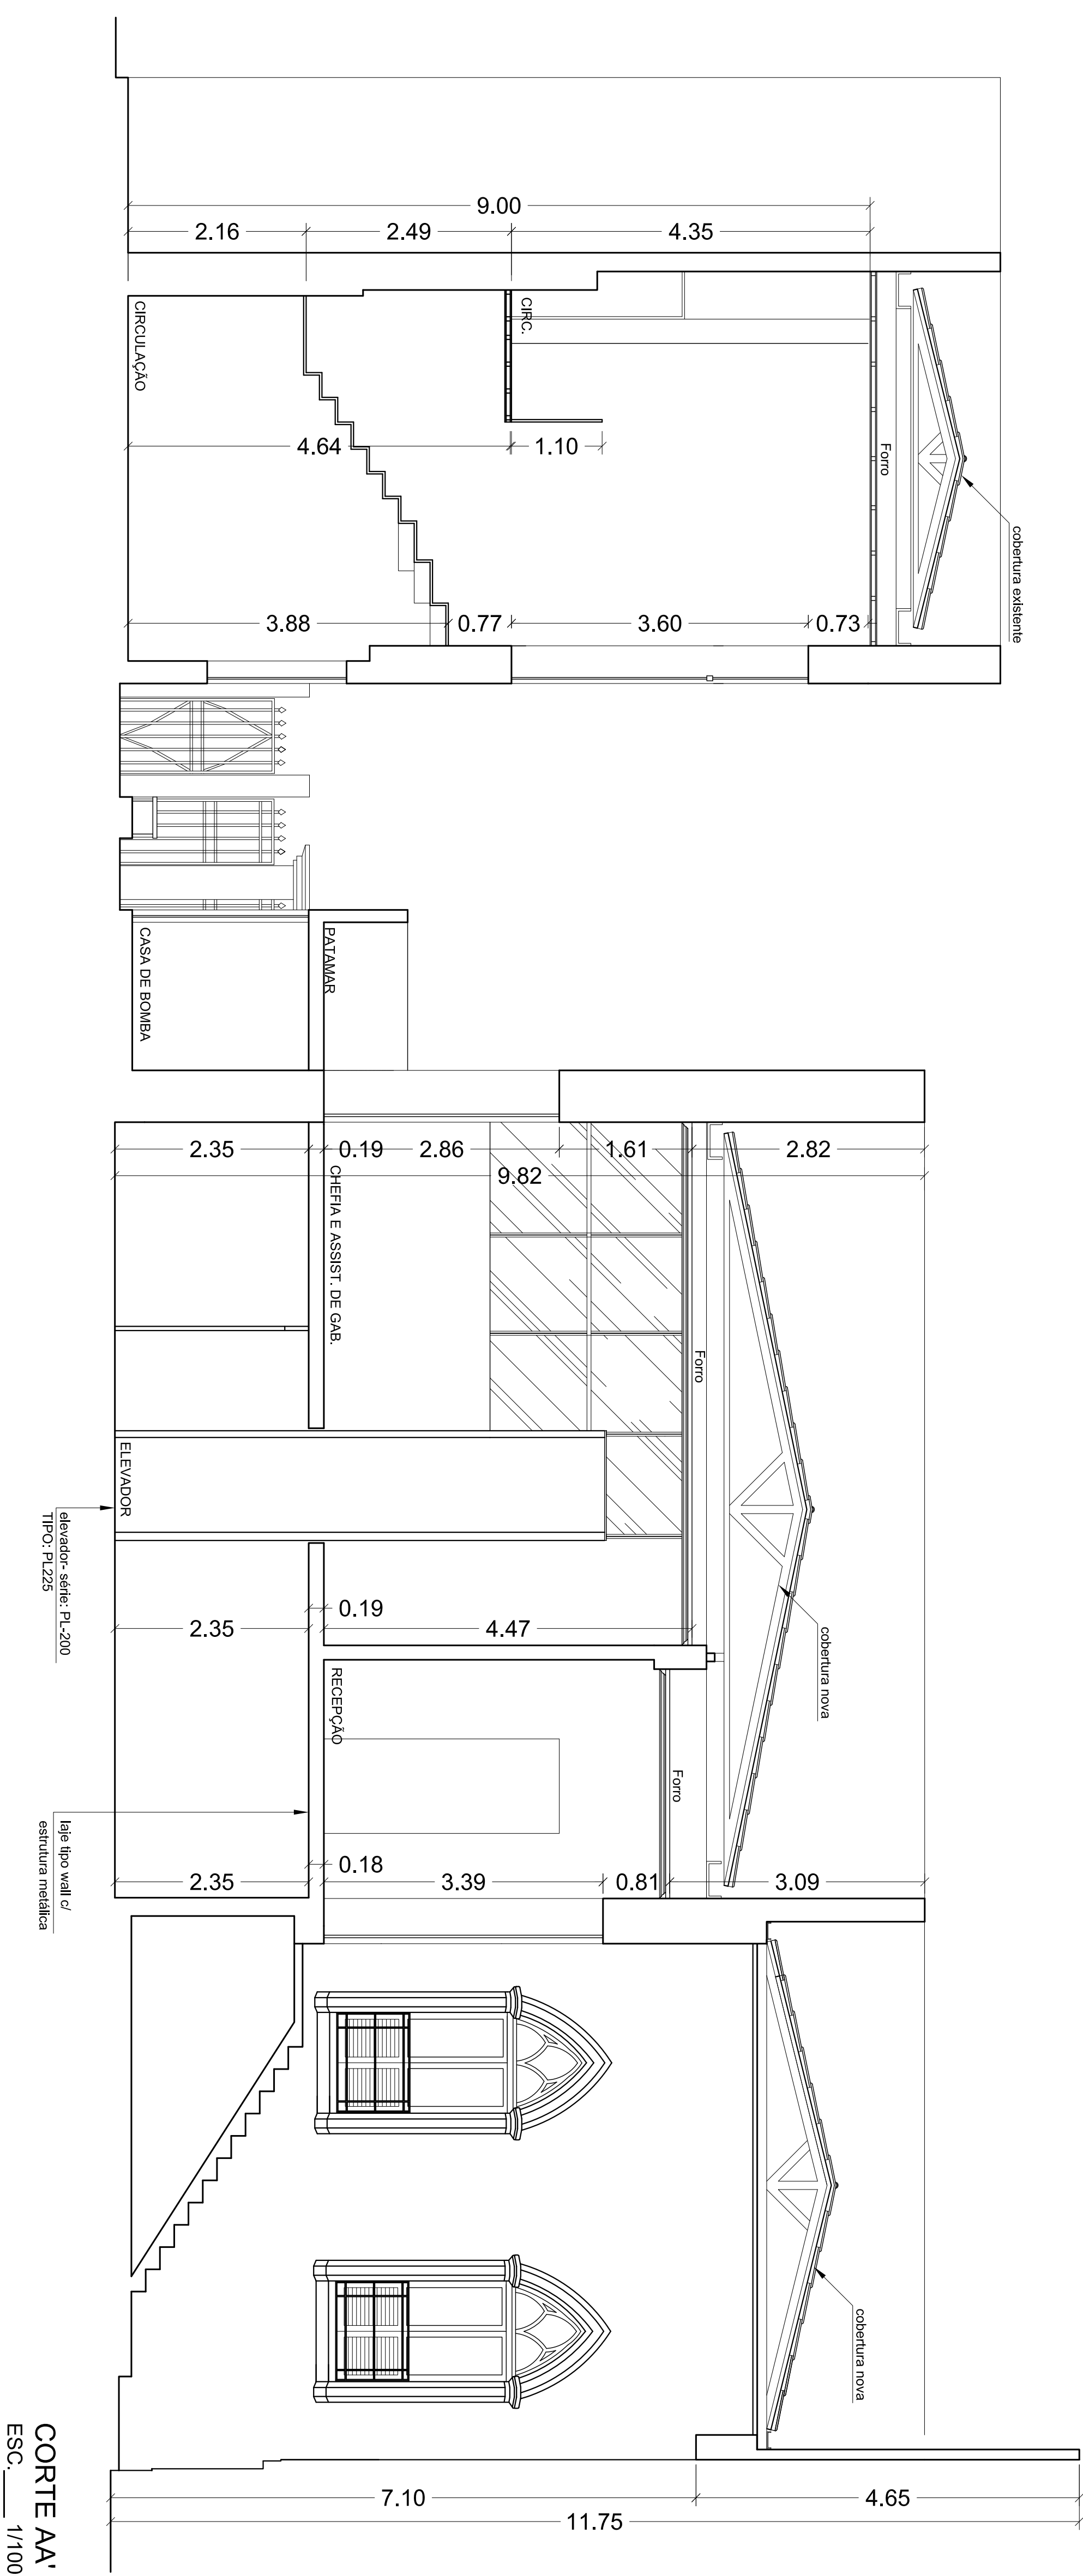 9.00
2.16
2.49
4.35
CIRCULAÇÃO
CIRC.
4.64
1.10
Forro
cobertura existente
3.88
0.77
3.60
0.73
CASA DE BOMBA
PATAMAR
2.35
0.19
2.86
1.61
2.82
9.82
CHEFIA E ASSIST. DE GAB.
Forro
ELEVADOR
elevador- série: PL-200
TIPO: PL225
2.35
0.19
4.47
cobertura nova
RECEPÇÃO
Forro
laje tipo wall c/
estrutura metálica
2.35
0.18
3.39
0.81
3.09
cobertura nova
7.10
4.65
11.75
CORTE AA'
ESC.____ 1/100